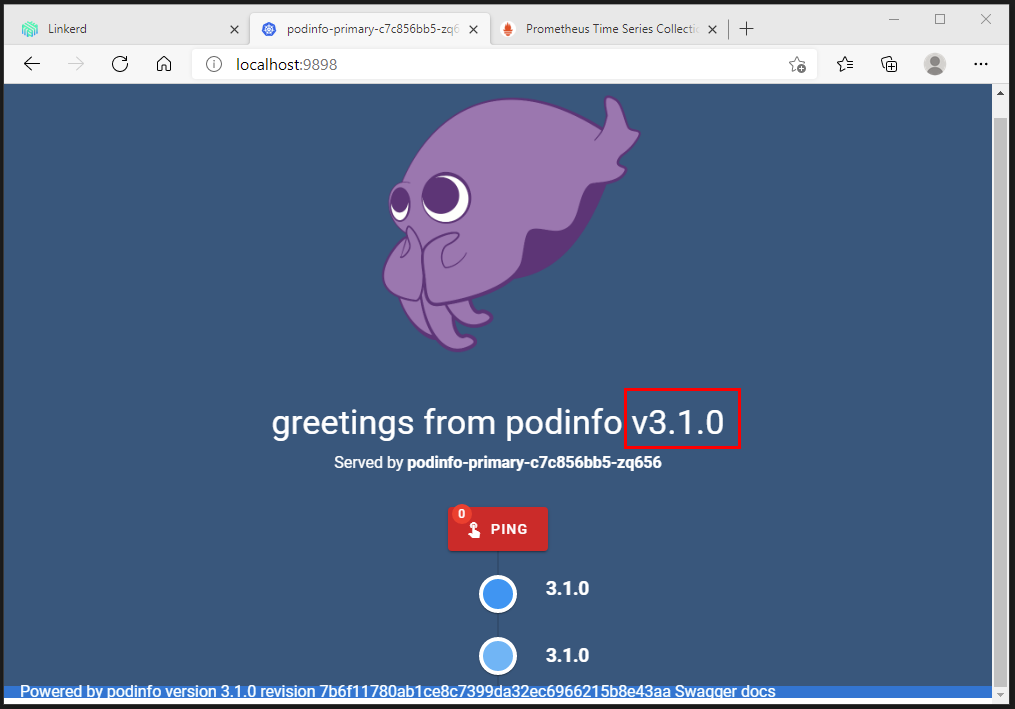 Linkerd
podinfo-primary-c7c856bb5-zq6
Prometheus Time Series Collectic
localhost:9898
greetings from podinfo v3.1.0
Served by podinfo-primary-c7c856bb5-zq656
0
PING
3.1.0
3.1.0
Powered by podinfo version 3.1.0 revision 7b6f11780ab1ce8c7399da32ec6966215b8e43aa Swagger docs